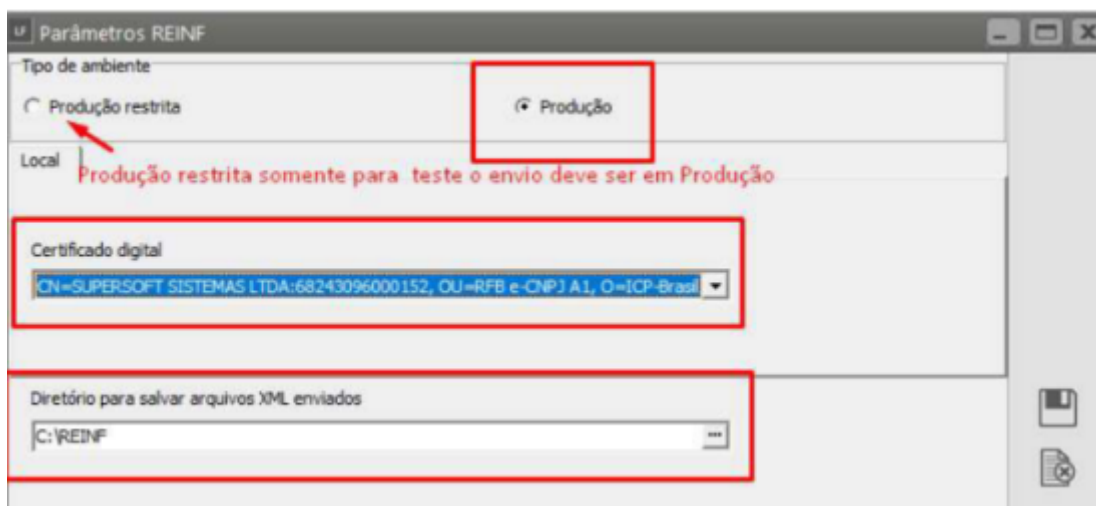 LF Parâmetros REINF
Tipo de ambiente
Produção restrita
Produção
Local
Produção restrita somente para teste o envio deve ser em Produção
Certificado digital
CN=SUPERSOFT SISTEMAS LTDA:68243096000152, OU=RFB e-CNPJ A1, O=ICP-Brasil
Diretório para salvar arquivos XML enviados
C:\REINF
...